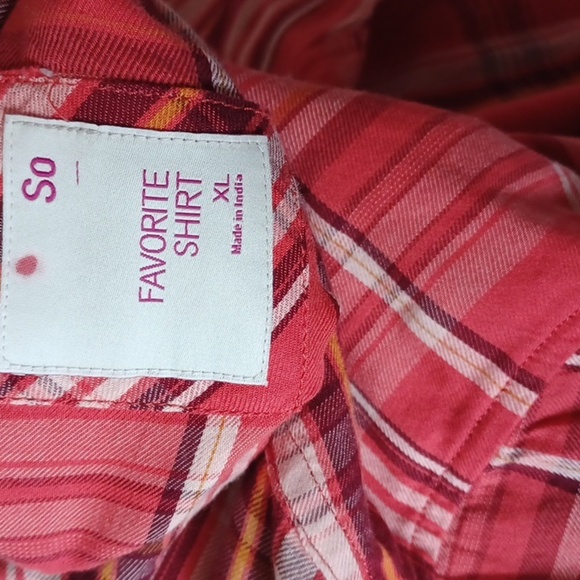 So
FAVORITE
SHIRT
XL
Made in India